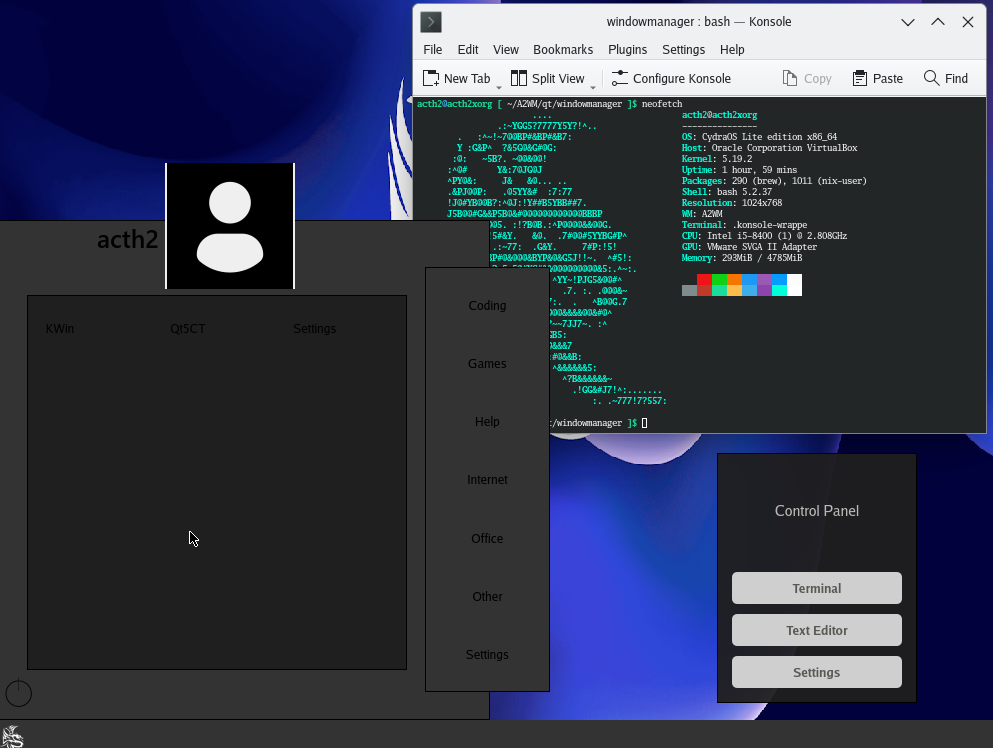 windowmanager : bash — Konsole
File Edit View Bookmarks Plugins Settings Help
New Tab Split View Configure Konsole Copy Paste Find
acth2@acth2xorg [ ~/A2WM/qt/windowmanager ]$ neofetch
acth2@acth2xorg
---------------
OS: CydraOS Lite edition x86_64
Host: Oracle Corporation VirtualBox
Kernel: 5.19.2
Uptime: 1 hour, 59 mins
Packages: 290 (brew), 1011 (nix-user)
Shell: bash 5.2.37
Resolution: 1024x768
WM: A2WM
Terminal: .konsole-wrappe
CPU: Intel i5-8400 (1) @ 2.808GHz
GPU: VMware SVGA II Adapter
Memory: 293MiB / 4785MiB
/windowmanager ]$
acth2
KWin Qt5CT Settings
Coding
Games
Help
Internet
Office
Other
Settings
Control Panel
Terminal
Text Editor
Settings